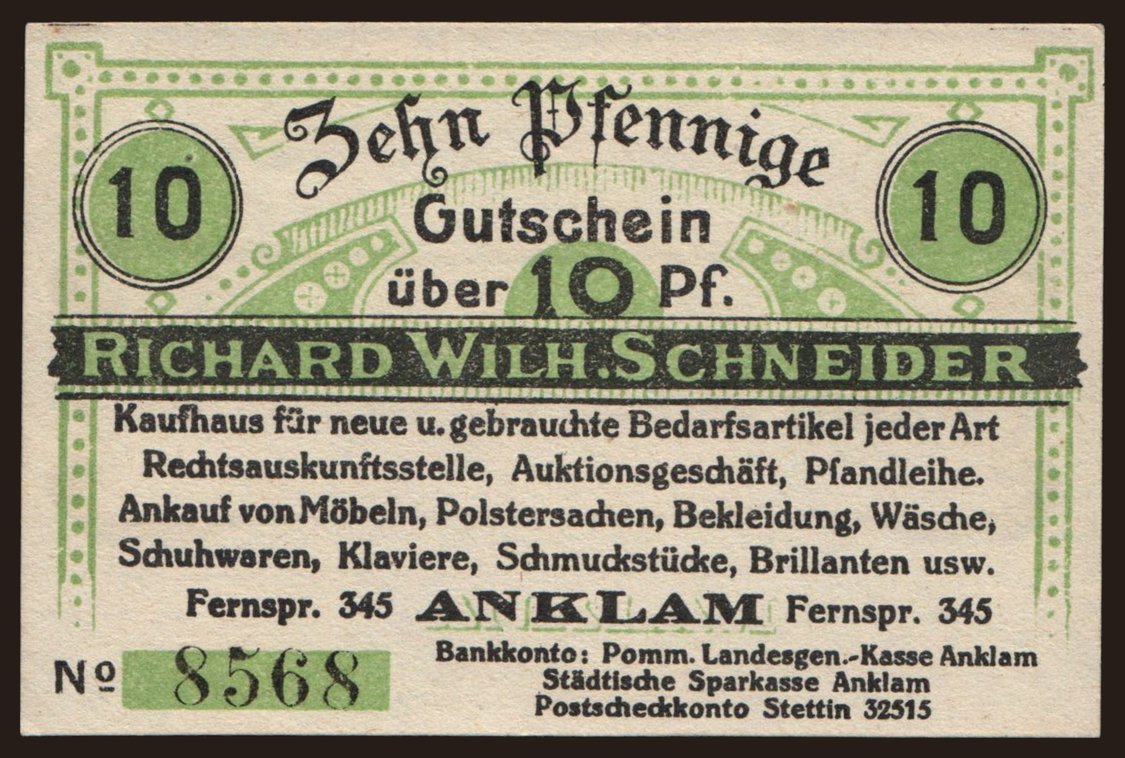 Zehn Pfennige
10 10
Gutschein
über 10 Pf.
RICHARD WILH. SCHNEIDER
Kaufhaus für neue u. gebrauchte Bedarfsartikel jeder Art
Rechtsauskunftsstelle, Auktionsgeschäft, Pfandleihe.
Ankauf von Möbeln, Polstersachen, Bekleidung, Wäsche,
Schuhwaren, Klaviere, Schmuckstücke, Brillanten usw.
Fernspr. 345 ANKLAM Fernspr. 345
No 8568
Bankkonto: Pomm. Landesgen.-Kasse Anklam
Städtische Sparkasse Anklam
Postscheckkonto Stettin 32515